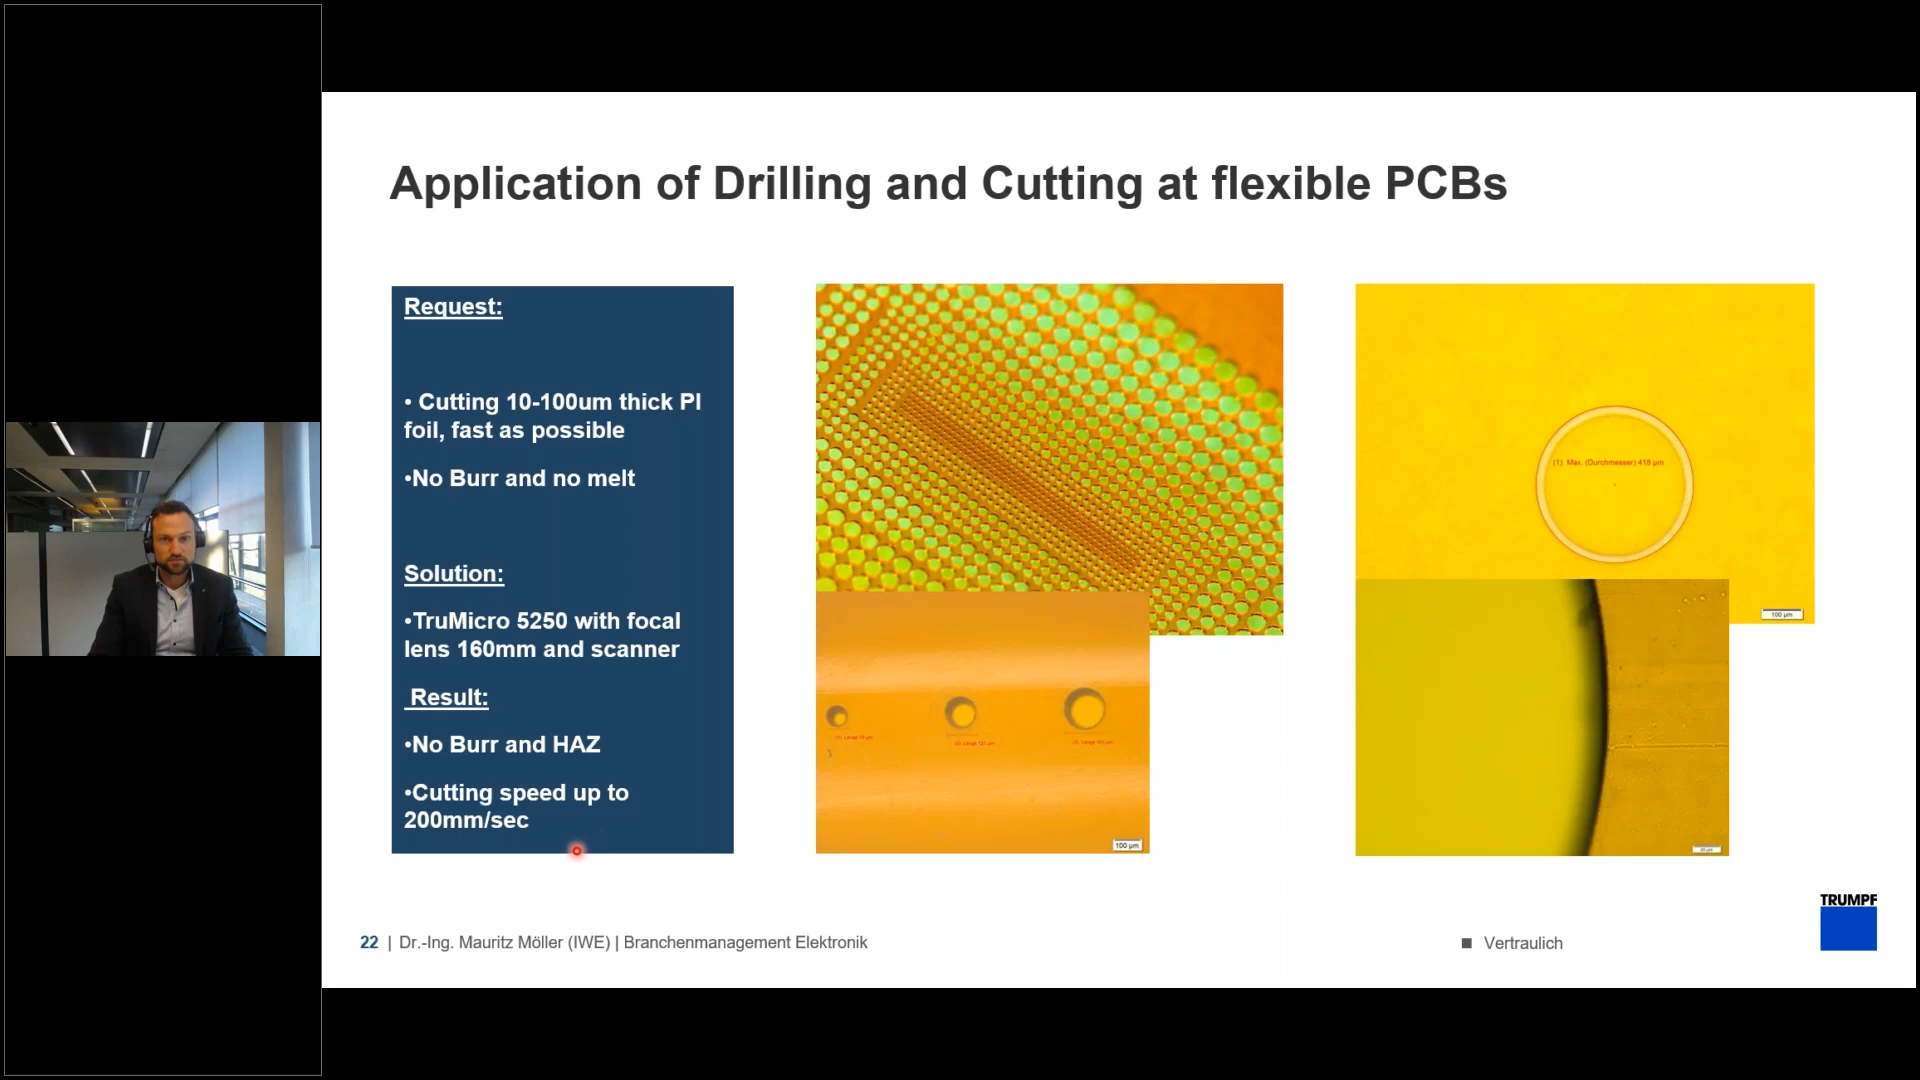 Application of Drilling and Cutting at flexible PCBs
Request:
• Cutting 10-100um thick PI
foil, fast as possible
•No Burr and no melt
Solution:
•TruMicro 5250 with focal
lens 160mm and scanner
Result:
•No Burr and HAZ
•Cutting speed up to
200mm/sec
(1) Max. (Durchmesser) 418 µm
100 µm
100 µm
22 | Dr.-Ing. Mauritz Möller (IWE) | Branchenmanagement Elektronik
■ Vertraulich
TRUMPF